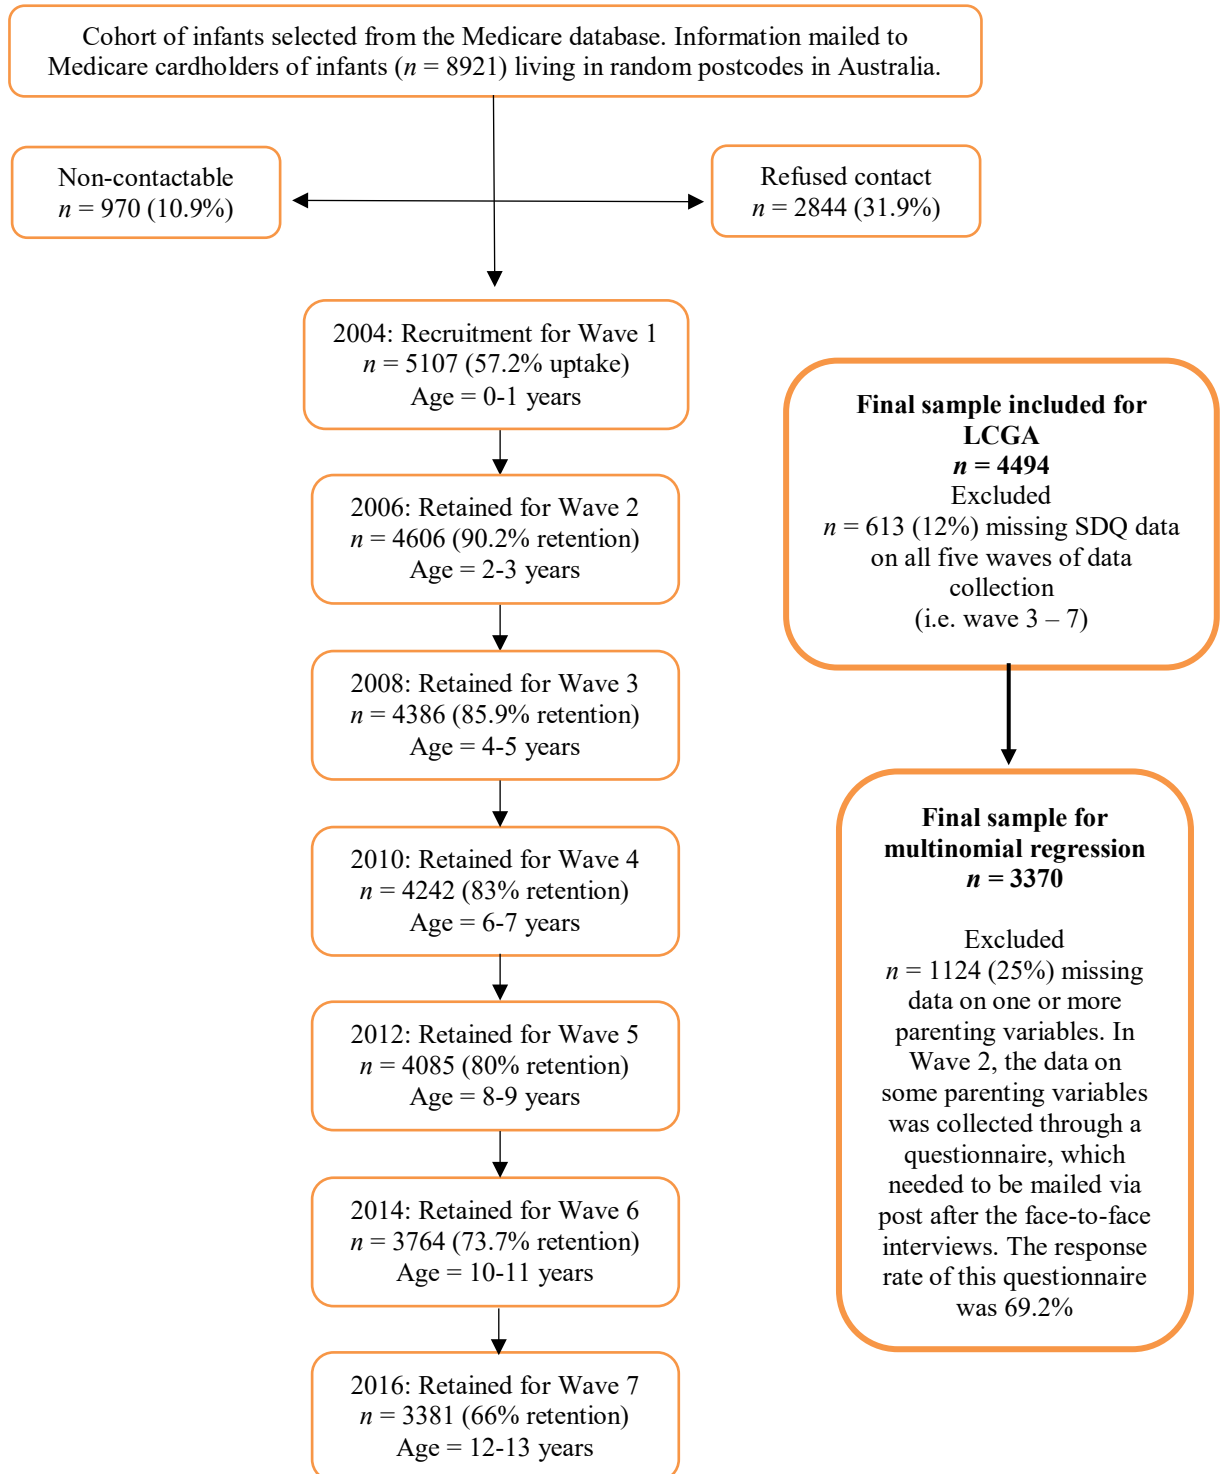 Cohort of infants selected from the Medicare database. Information mailed to
Medicare cardholders of infants (n = 8921) living in random postcodes in Australia.
Non-contactable
n = 970 (10.9%)
Refused contact
n = 2844 (31.9%)
2004: Recruitment for Wave 1
n = 5107 (57.2% uptake)
Age = 0-1 years
2006: Retained for Wave 2
n = 4606 (90.2% retention)
Age = 2-3 years
2008: Retained for Wave 3
n = 4386 (85.9% retention)
Age = 4-5 years
2010: Retained for Wave 4
n = 4242 (83% retention)
Age = 6-7 years
2012: Retained for Wave 5
n = 4085 (80% retention)
Age = 8-9 years
2014: Retained for Wave 6
n = 3764 (73.7% retention)
Age = 10-11 years
2016: Retained for Wave 7
n = 3381 (66% retention)
Age = 12-13 years
Final sample included for
LCGA
n = 4494
Excluded
n = 613 (12%) missing SDQ data
on all five waves of data
collection
(i.e. wave 3 – 7)
Final sample for
multinomial regression
n = 3370
Excluded
n = 1124 (25%) missing
data on one or more
parenting variables. In
Wave 2, the data on
some parenting variables
was collected through a
questionnaire, which
needed to be mailed via
post after the face-to-face
interviews. The response
rate of this questionnaire
was 69.2%